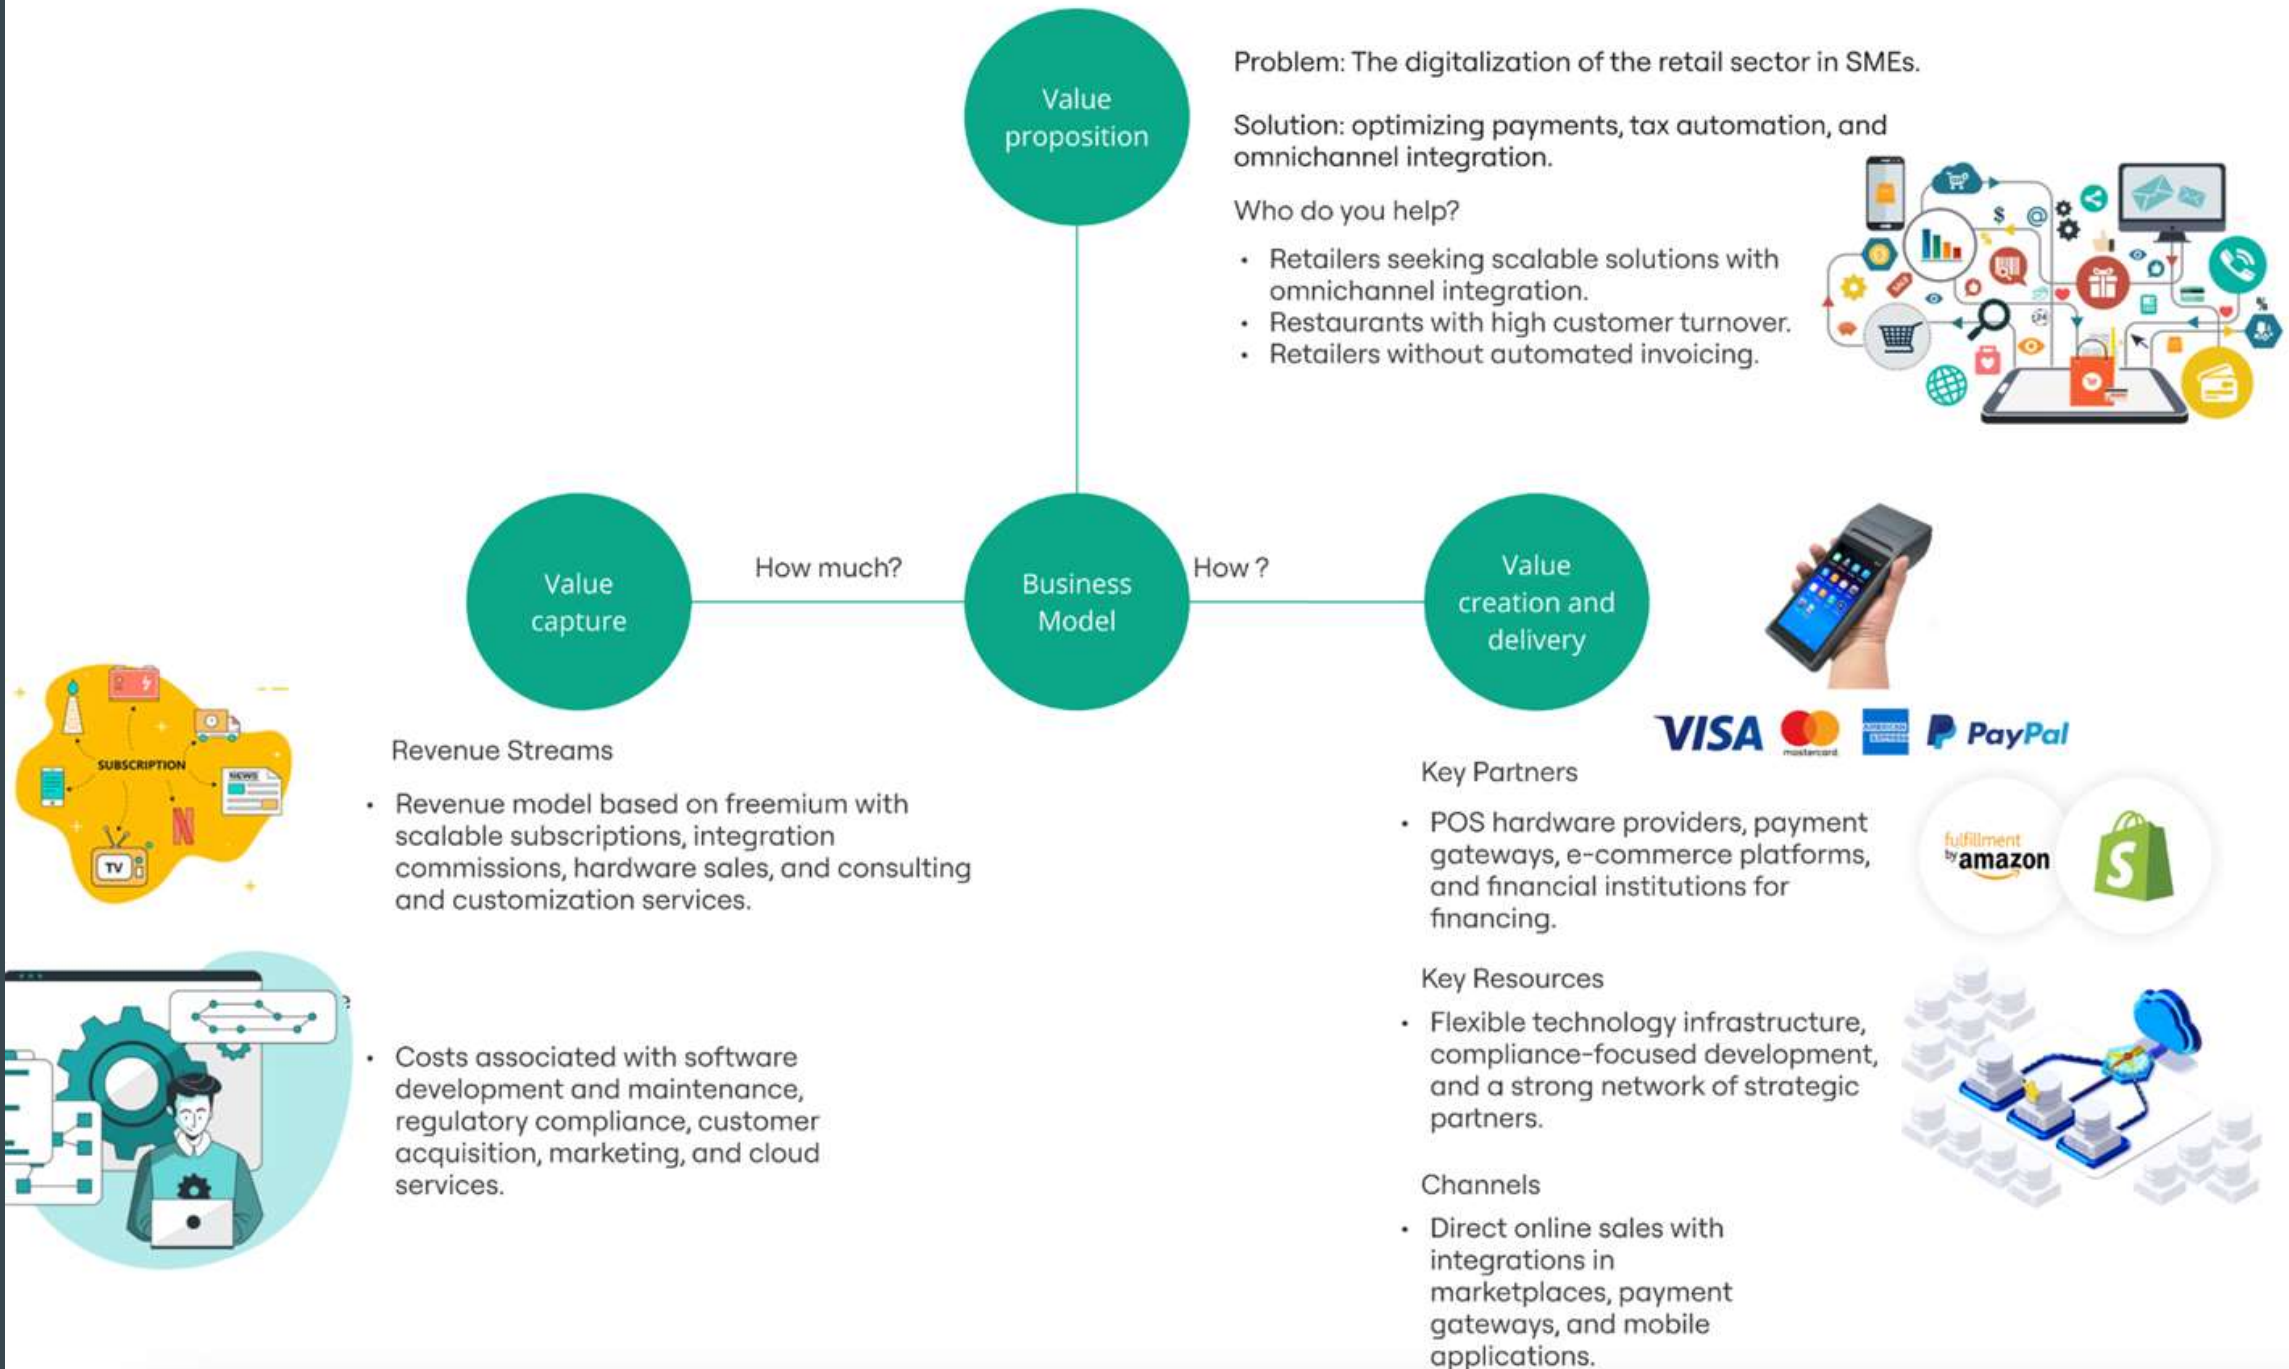 Value
proposition
Problem: The digitalization of the retail sector in SMEs.
Solution: optimizing payments, tax automation, and
omnichannel integration.
Who do you help?
• Retailers seeking scalable solutions with
omnichannel integration.
• Restaurants with high customer turnover.
• Retailers without automated invoicing.
$
@
SALE
24
%
Value
capture
How much?
Business
Model
How ?
Value
creation and
delivery
VISA
mastercard
AMERICAN
EXPRESS
PayPal
SUBSCRIPTION
NEWS
N
TV
Revenue Streams
• Revenue model based on freemium with
scalable subscriptions, integration
commissions, hardware sales, and consulting
and customization services.
• Costs associated with software
development and maintenance,
regulatory compliance, customer
acquisition, marketing, and cloud
services.
Key Partners
• POS hardware providers, payment
gateways, e-commerce platforms,
and financial institutions for
financing.
fulfillment
by amazon
S
Key Resources
• Flexible technology infrastructure,
compliance-focused development,
and a strong network of strategic
partners.
Channels
• Direct online sales with
integrations in
marketplaces, payment
gateways, and mobile
applications.